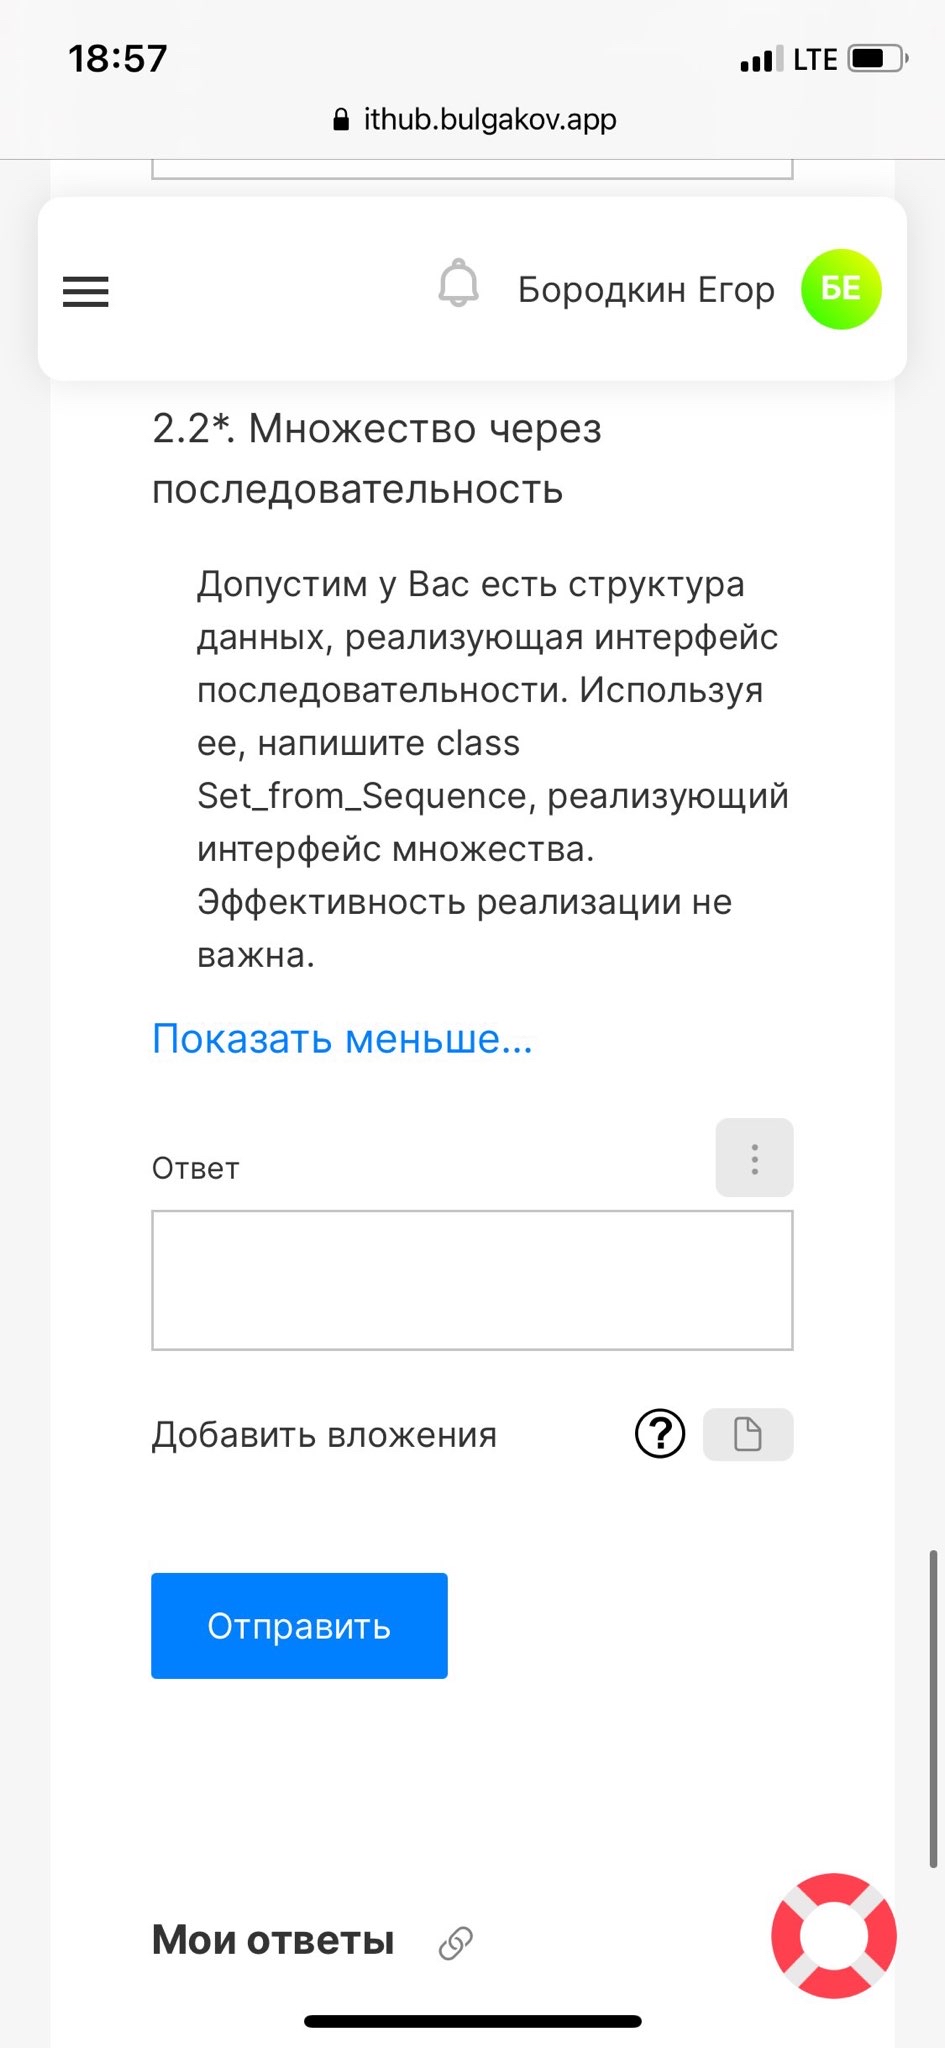 18:57
LTE
ithub.bulgakov.app
Бородкин Егор
БЕ
2.2*. Множество через
последовательность
Допустим у Вас есть структура
данных, реализующая интерфейс
последовательности. Используя
ее, напишите class
Set_from_Sequence, реализующий
интерфейс множества.
Эффективность реализации не
важна.
Показать меньше...
Ответ
Добавить вложения
?
Отправить
Мои ответы